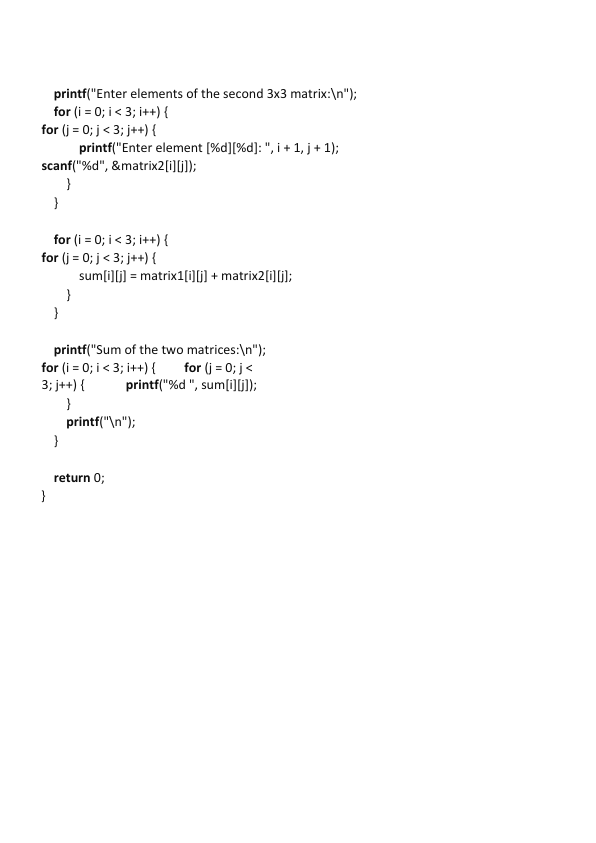 printf("Enter elements of the second 3x3 matrix:\n");
for (i = 0; i < 3; i++) {
for (j = 0; j < 3; j++) {
printf("Enter element [%d][%d]: ", i + 1, j + 1);
scanf("%d", &matrix2[i][j]);
}
}
for (i = 0; i < 3; i++) {
for (j = 0; j < 3; j++) {
sum[i][j] = matrix1[i][j] + matrix2[i][j];
}
}
printf("Sum of the two matrices:\n");
for (i = 0; i < 3; i++) { for (j = 0; j <
3; j++) { printf("%d ", sum[i][j]);
}
printf("\n");
}
return 0;
}